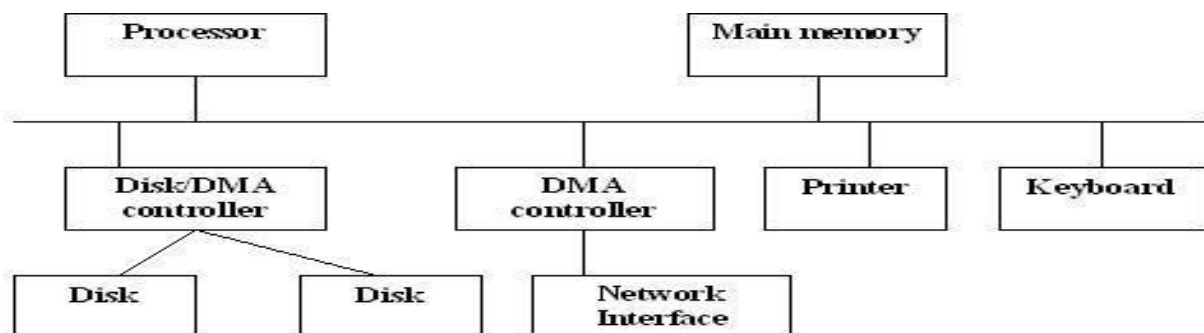 Processor
Main memory
Disk/DMA
controller
DMA
controller
Printer
Keyboard
Disk
Disk
Network
Interface